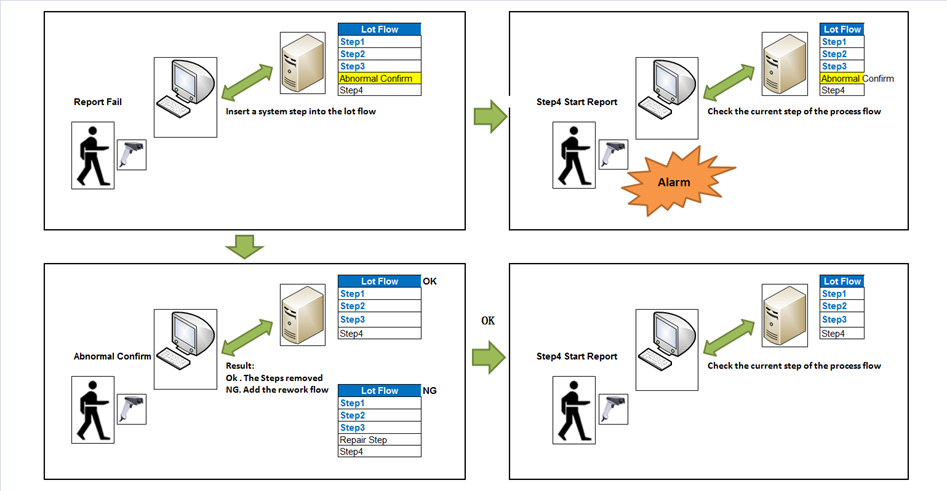 Lot Flow
Step1
Step2
Step3
Abnormal Confirm
Step4
Report Fail
Insert a system step into the lot flow
Lot Flow
Step1
Step2
Step3
Abnormal Confirm
Step4
Step4 Start Report
Check the current step of the process flow
Alarm
Lot Flow OK
Step1
Step2
Step3
Step4
Abnormal Confirm
Result:
Ok . The Steps removed
NG. Add the rework flow
Lot Flow NG
Step1
Step2
Step3
Repair Step
Step4
OK
Lot Flow
Step1
Step2
Step3
Step4
Step4 Start Report
Check the current step of the process flow